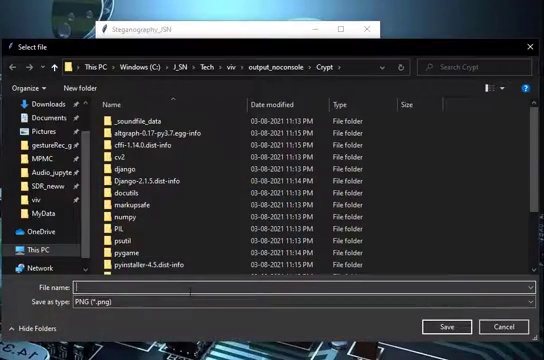 Steganography_JSN
Select file
This PC > Windows (C:) > J_SN > Tech > viv > output_noconsole > Crypt >
Search Crypt
Organize
New folder
Name
Date modified
Type
Size
Downloads
Documents
Pictures
gestureRec_g
MPMC
Audio_jupyte
SDR_neww
viv
MyData
OneDrive
This PC
Network
_soundfile_data 03-08-2021 11:13 PM File folder
altgraph-0.17-py3.7.egg-info 03-08-2021 11:15 PM File folder
cffi-1.14.0.dist-info 03-08-2021 11:13 PM File folder
cv2 03-08-2021 11:13 PM File folder
django 03-08-2021 11:13 PM File folder
Django-2.1.5.dist-info 03-08-2021 11:14 PM File folder
docutils 03-08-2021 11:13 PM File folder
markupsafe 03-08-2021 11:13 PM File folder
numpy 03-08-2021 11:13 PM File folder
PIL 03-08-2021 11:13 PM File folder
psutil 03-08-2021 11:13 PM File folder
pygame 03-08-2021 11:14 PM File folder
pyinstaller-4.5.dist-info 03-08-2021 11:15 PM File folder
File name:
Save as type: PNG (*.png)
Hide Folders
Save
Cancel